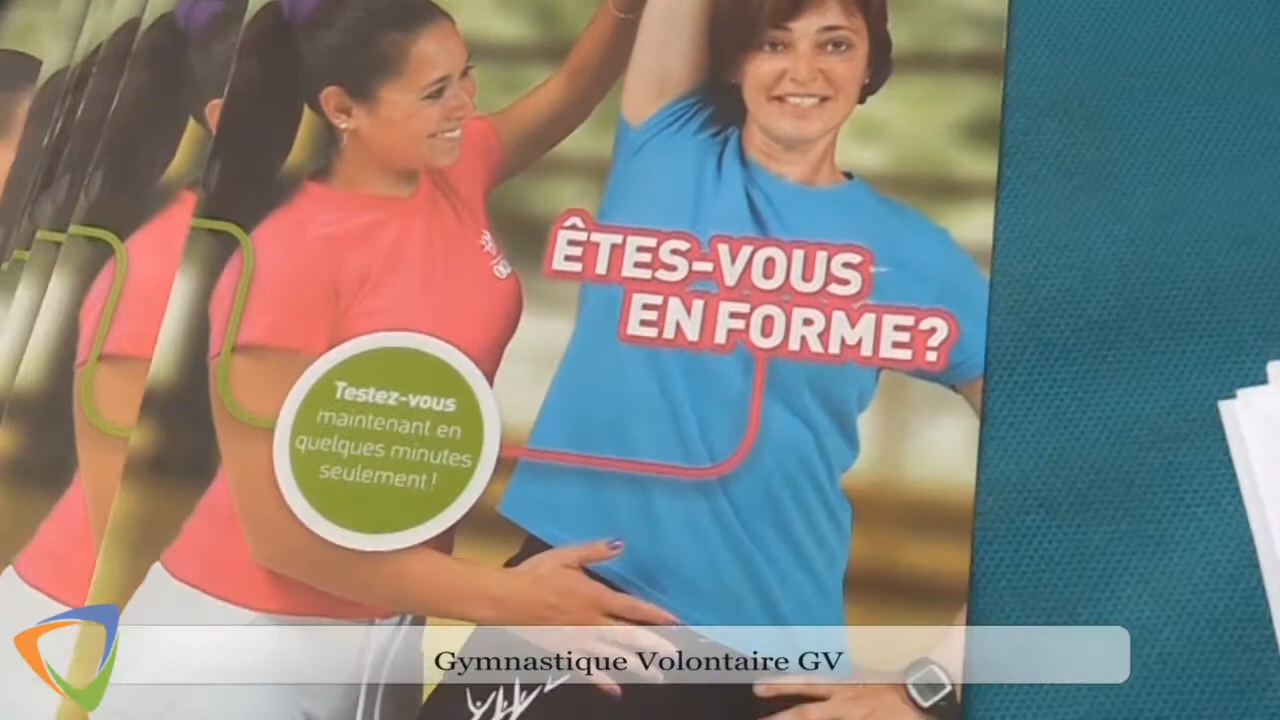 ÊTES-VOUS
EN FORME?
Testez-vous
maintenant en
quelques minutes
seulement!
Gymnastique Volontaire GV